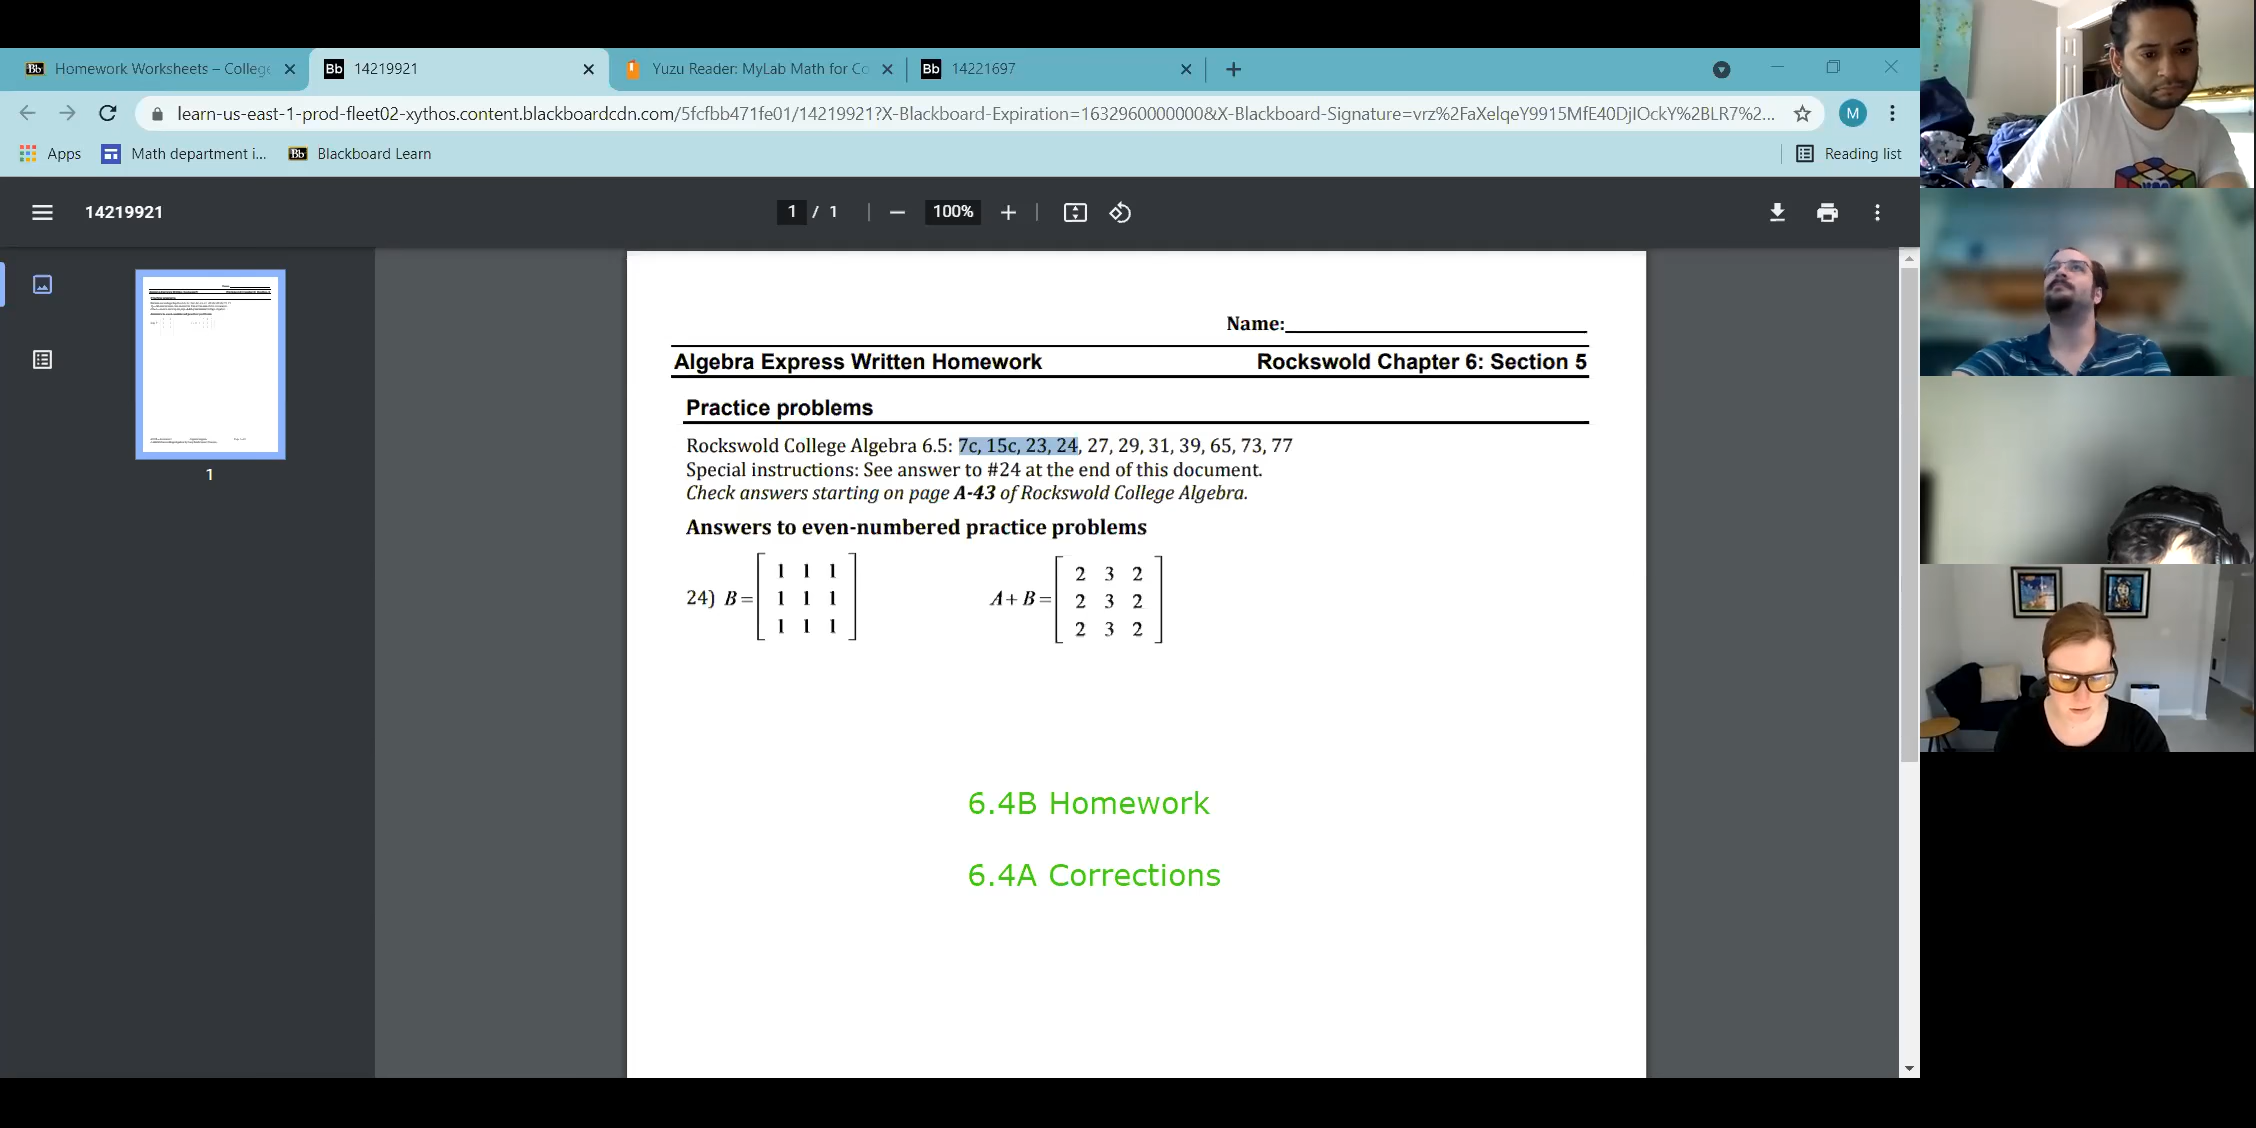 Homework Worksheets – College
14219921
Yuzu Reader: MyLab Math for Co
14221697
learn-us-east-1-prod-fleet02-xythos.content.blackboardcdn.com/5fcfbb471fe01/14219921?X-Blackboard-Expiration=1632960000000&X-Blackboard-Signature=vrz%2FaXelqeY9915MfE40DjIOckY%2BLR7%2...
M
Apps Math department i... Blackboard Learn Reading list
14219921 1 / 1 100%
1
Name:
Algebra Express Written Homework Rockswold Chapter 6: Section 5
Practice problems
Rockswold College Algebra 6.5: 7c, 15c, 23, 24, 27, 29, 31, 39, 65, 73, 77
Special instructions: See answer to #24 at the end of this document.
Check answers starting on page A-43 of Rockswold College Algebra.
Answers to even-numbered practice problems
1 1 1 2 3 2
24) B = 1 1 1 A + B = 2 3 2
1 1 1 2 3 2
6.4B Homework
6.4A Corrections